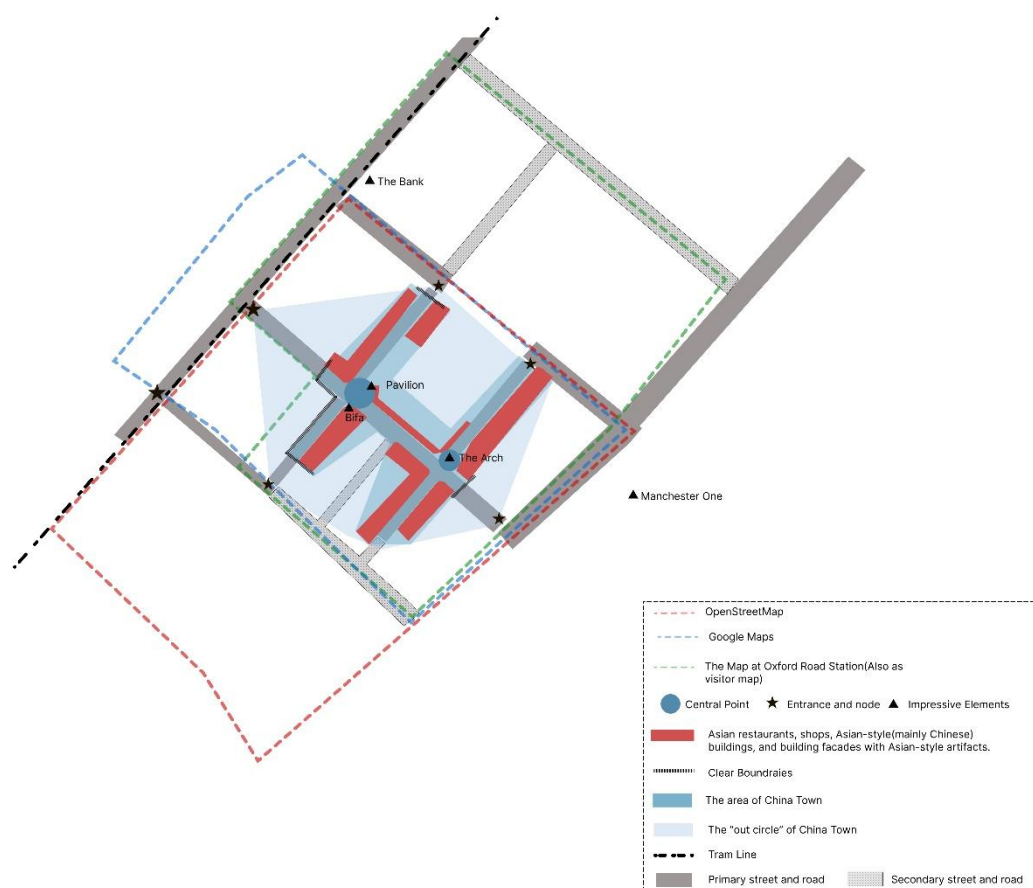 The Bank
Pavilion
Bifa
The Arch
Manchester One
OpenStreetMap
Google Maps
The Map at Oxford Road Station(Also as
visitor map)
Central Point
Entrance and node
Impressive Elements
Asian restaurants, shops, Asian-style(mainly Chinese)
buildings, and building facades with Asian-style artifacts.
Clear Boundraies
The area of China Town
The "out circle” of China Town
Tram Line
Primary street and road
Secondary street and road